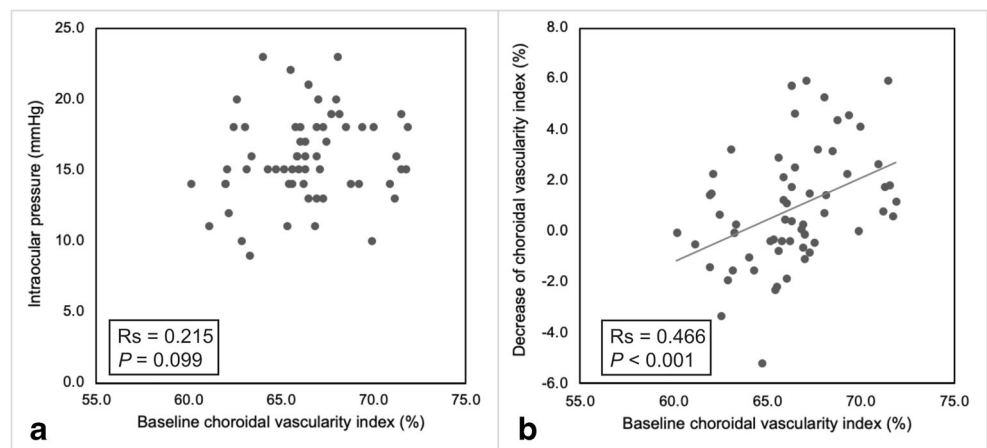 25.0
20.0
15.0
10.0
5.0
0.0
Intraocular pressure (mmHg)
Rs = 0.215
P = 0.099
55.0 60.0 65.0 70.0 75.0
Baseline choroidal vascularity index (%)
a
8.0
6.0
4.0
2.0
0.0
-2.0
-4.0
-6.0
Decrease of choroidal vascularity index (%)
Rs = 0.466
P < 0.001
55.0 60.0 65.0 70.0 75.0
Baseline choroidal vascularity index (%)
b